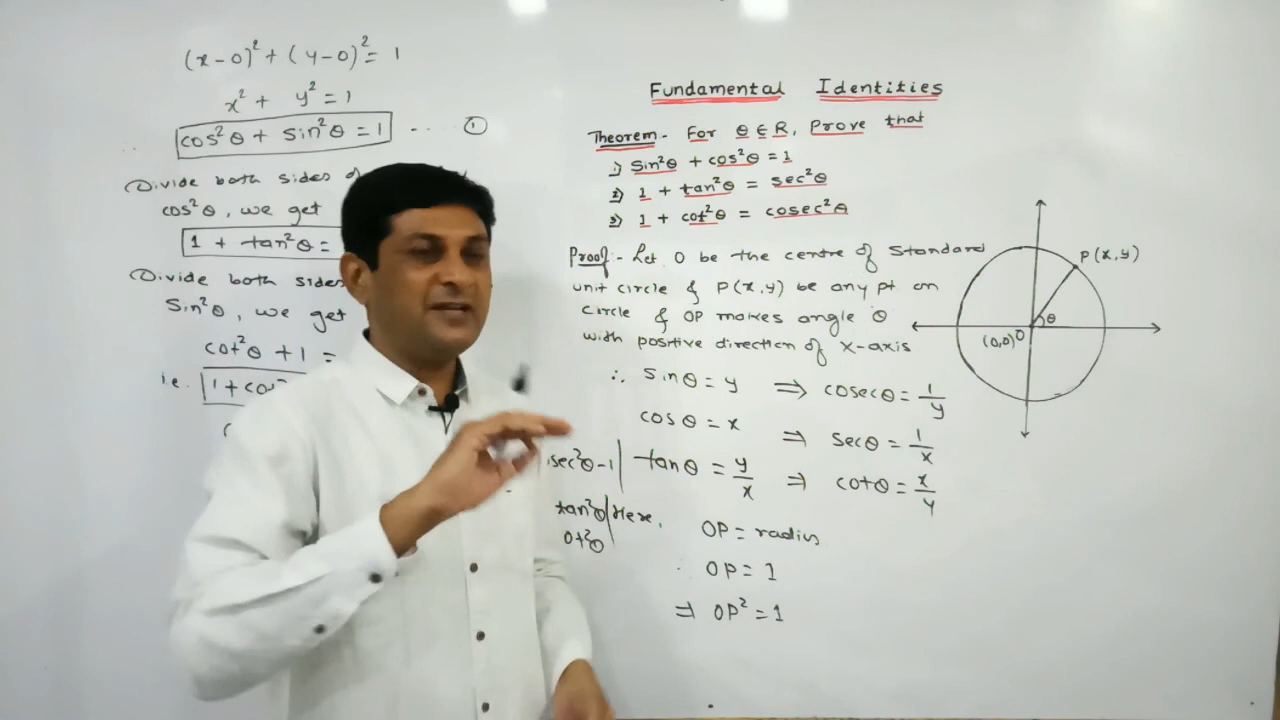 (x-0)² + (y-0)² = 1
x² + y² = 1
cos²θ + sin²θ = 1 ... ①
Divide both sides
cos²θ, we get
1 + tan²θ =
Divide both sides
Sin²θ, we get
cot²θ + 1 =
i.e. 1 + co
Fundamental Identities
Theorem - For θ ∈ R, Prove that
1) Sin²θ + cos²θ = 1
2) 1 + tan²θ = sec²θ
3) 1 + cot²θ = cosec²θ
Proof :- Let O be the centre of Standard
unit circle & P(x,y) be any pt on
circle & OP makes angle θ
with positive direction of X-axis
∴ Sinθ = y ⇒ cosecθ = 1/y
cosθ = x ⇒ secθ = 1/x
sec²θ-1 | tanθ = y/x ⇒ cotθ = x/y
tan²θ | Here, OP = radius
ot²θ
∴ OP = 1
⇒ OP² = 1
P(x,y)
θ
(0,0) O